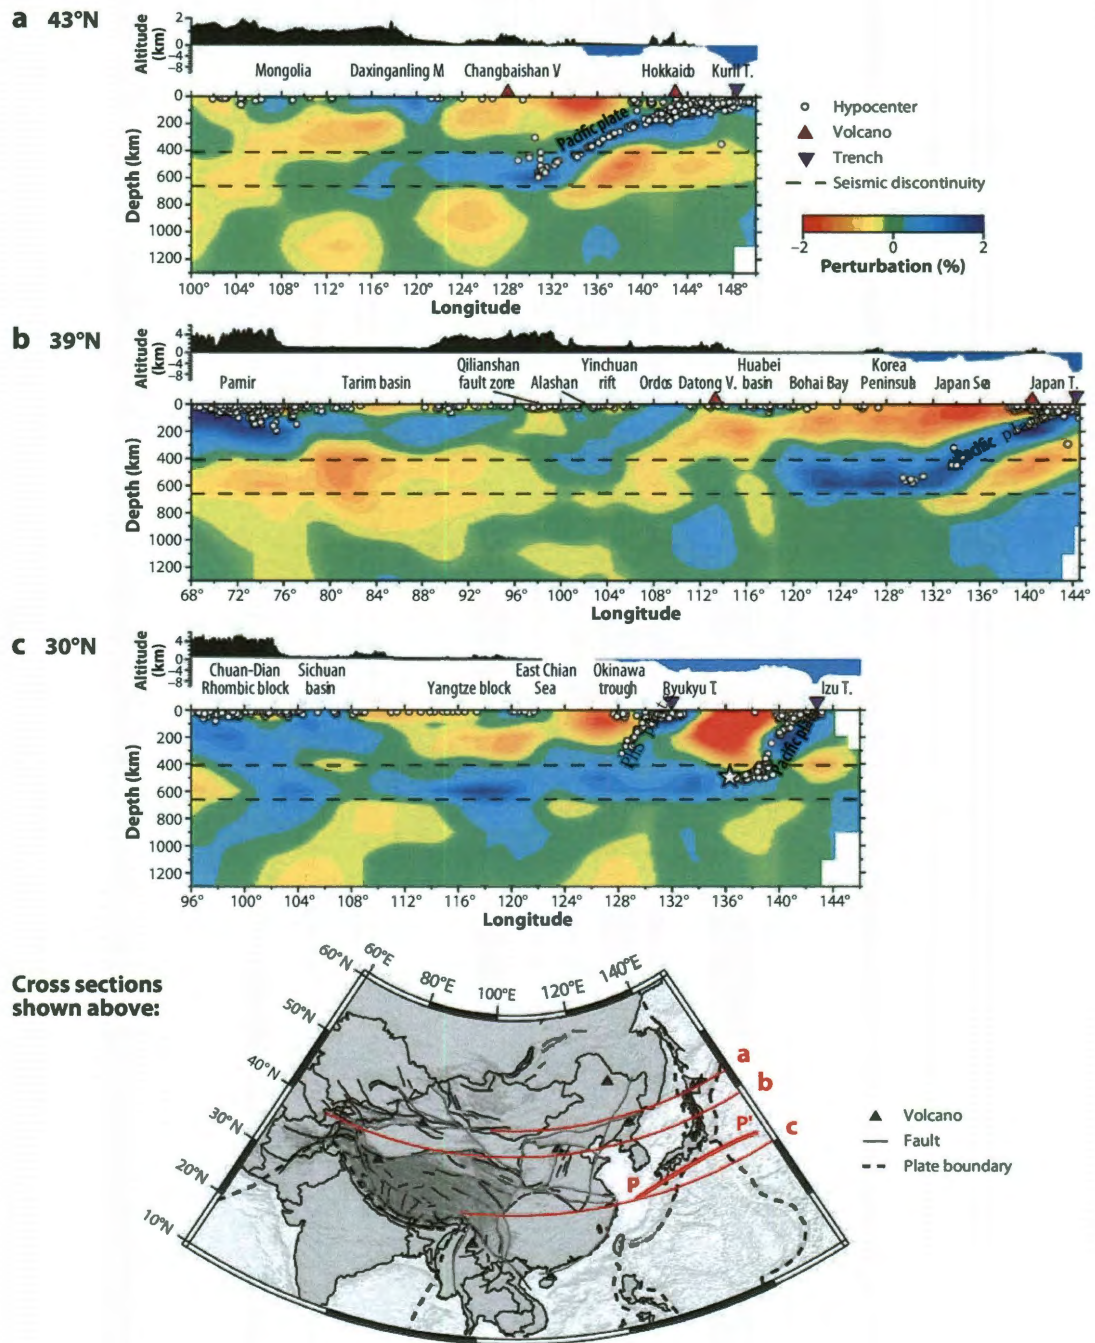 a 43°N
Altitude (km)
2
0
-4
-8
Mongolia Daxinganling M Changbaishan V Hokkaido Kuril T.
Depth (km)
0
200
400
600
800
1000
1200
Pacific plate
100° 104° 108° 112° 116° 120° 124° 128° 132° 136° 140° 144° 148°
Longitude
Hypocenter
Volcano
Trench
Seismic discontinuity
-2 0 2
Perturbation (%)
b 39°N
Altitude (km)
4
0
-4
-8
Qilianshan Yinchuan Huabei Korea
Pamir Tarim basin fault zore Alashan rift Ordos Datong V. basin Bohai Bay Peninsula Japan Sea Japan T.
Depth (km)
0
200
400
600
800
1000
1200
Pacific
68° 72° 76° 80° 84° 88° 92° 96° 100° 104° 108° 112° 116° 120° 124° 128° 132° 136° 140° 144°
Longitude
c 30°N
Altitude (km)
4
0
-4
-8
Chuan-Dian Sichuan East Chian Okinawa
Rhombic block basin Yangtze block Sea trough Ryukyu T. Izu T.
Depth (km)
0
200
400
600
800
1000
1200
Pacific plate
96° 100° 104° 108° 112° 116° 120° 124° 128° 132° 136° 140° 144°
Longitude
Cross sections
shown above:
60°N 60°E 80°E 100°E 120°E 140°E
50°N
40°N
30°N
20°N
10°N
a
b
P'
c
P
Volcano
Fault
Plate boundary